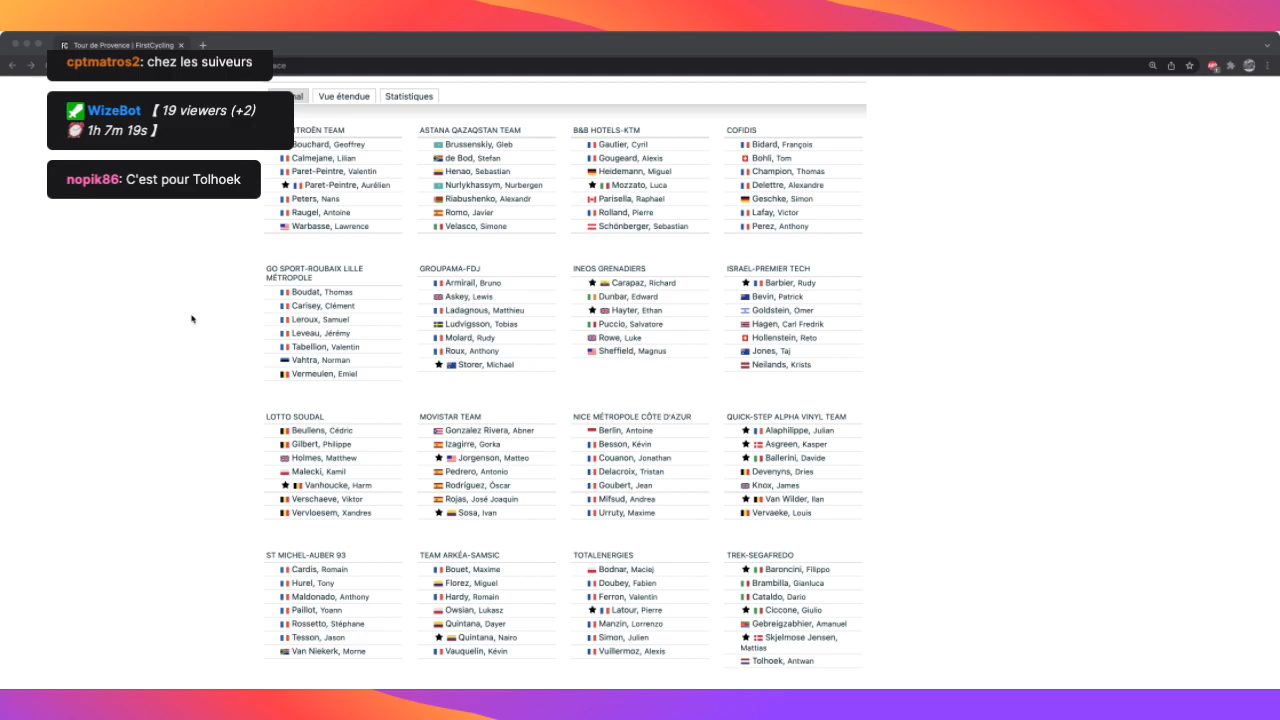 Tour de Provence | FirstCycling
cptmatros2: chez les suiveurs
WizeBot 【 19 viewers (+2)
1h 7m 19s 】
nopik86: C'est pour Tolhoek
Vue étendue
Statistiques
TEAM
Bouchard, Geoffrey
Calmejane, Lilian
Paret-Peintre, Valentin
★ Paret-Peintre, Aurélien
Peters, Nans
Raugel, Antoine
Warbasse, Lawrence
ASTANA QAZAQSTAN TEAM
Brussenskiy, Gleb
de Bod, Stefan
Henao, Sebastian
Nurlykhassym, Nurbergen
Riabushenko, Alexandr
Romo, Javier
Velasco, Simone
B&B HOTELS-KTM
Gautier, Cyril
Gougeard, Alexis
Heidemann, Miguel
★ Mozzato, Luca
Parisella, Raphael
Rolland, Pierre
Schönberger, Sebastian
COFIDIS
Bidard, François
Bohli, Tom
Champion, Thomas
Delettre, Alexandre
Geschke, Simon
Lafay, Victor
Perez, Anthony
GO SPORT-ROUBAIX LILLE
MÉTROPOLE
Boudat, Thomas
Carisey, Clément
Leroux, Samuel
Leveau, Jérémy
Tabellion, Valentin
Vahtra, Norman
Vermeulen, Emiel
GROUPAMA-FDJ
Armirail, Bruno
Askey, Lewis
Ladagnous, Matthieu
Ludvigsson, Tobias
Molard, Rudy
Roux, Anthony
★ Storer, Michael
INEOS GRENADIERS
★ Carapaz, Richard
Dunbar, Edward
★ Hayter, Ethan
Puccio, Salvatore
Rowe, Luke
Sheffield, Magnus
ISRAEL-PREMIER TECH
★ Barbier, Rudy
Bevin, Patrick
Goldstein, Omer
Hagen, Carl Fredrik
Hollenstein, Reto
Jones, Taj
Neilands, Krists
LOTTO SOUDAL
Beullens, Cédric
Gilbert, Philippe
Holmes, Matthew
Malecki, Kamil
★ Vanhoucke, Harm
Verschaeve, Viktor
Vervloesem, Xandres
MOVISTAR TEAM
Gonzalez Rivera, Abner
Izagirre, Gorka
★ Jorgenson, Matteo
Pedrero, Antonio
Rodríguez, Óscar
Rojas, José Joaquin
★ Sosa, Ivan
NICE MÉTROPOLE CÔTE D'AZUR
Berlin, Antoine
Besson, Kévin
Couanon, Jonathan
Delacroix, Tristan
Goubert, Jean
Mifsud, Andrea
Urruty, Maxime
QUICK-STEP ALPHA VINYL TEAM
★ Alaphilippe, Julian
★ Asgreen, Kasper
★ Ballerini, Davide
Devenyns, Dries
Knox, James
★ Van Wilder, Ilan
Vervaeke, Louis
ST MICHEL-AUBER 93
Cardis, Romain
Hurel, Tony
Maldonado, Anthony
Paillot, Yoann
Rossetto, Stéphane
Tesson, Jason
Van Niekerk, Morne
TEAM ARKÉA-SAMSIC
Bouet, Maxime
Florez, Miguel
Hardy, Romain
Owsian, Lukasz
Quintana, Dayer
★ Quintana, Nairo
Vauquelin, Kévin
TOTALENERGIES
Bodnar, Maciej
Doubey, Fabien
Ferron, Valentin
★ Latour, Pierre
Manzin, Lorrenzo
Simon, Julien
Vuillermoz, Alexis
TREK-SEGAFREDO
★ Baroncini, Filippo
Brambilla, Gianluca
Cataldo, Dario
★ Ciccone, Giulio
Gebreigzabhier, Amanuel
★ Skjelmose Jensen,
Mattias
Tolhoek, Antwan